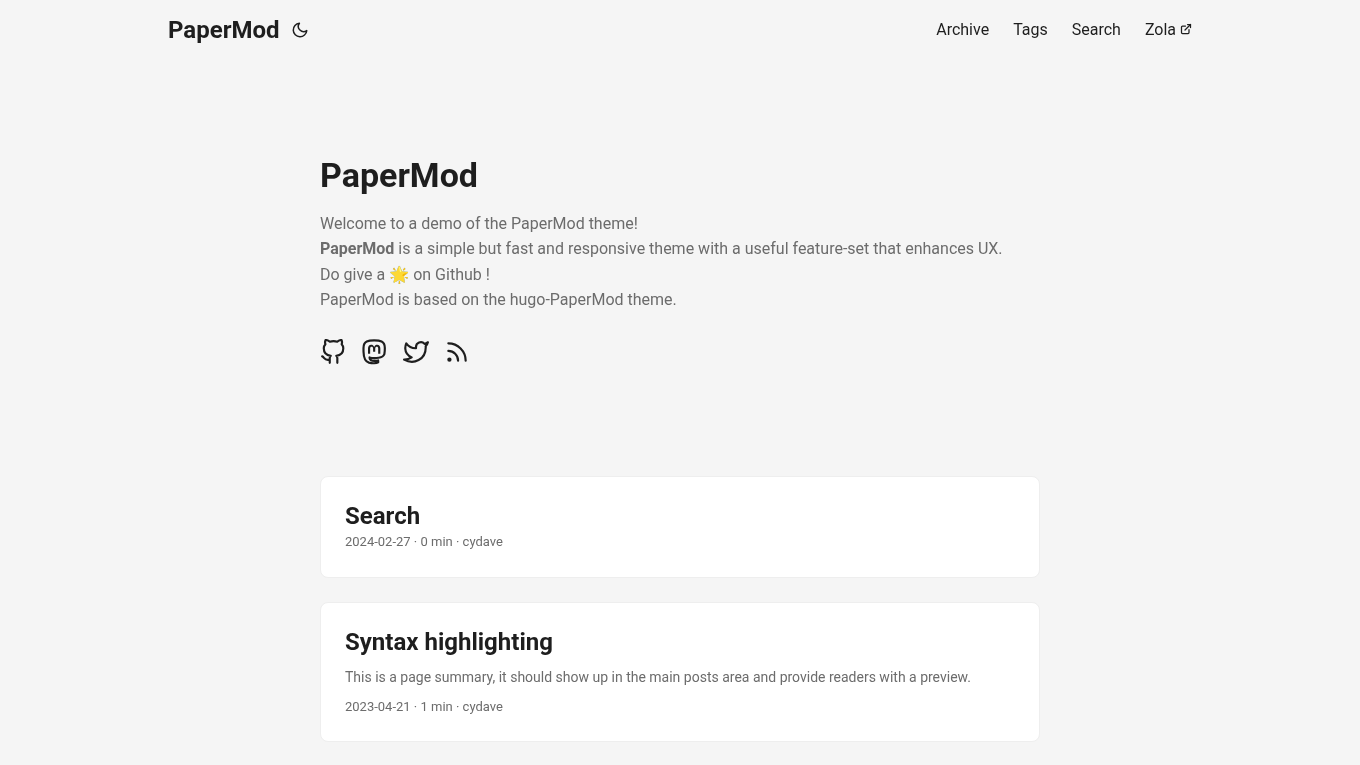 PaperMod
Archive Tags Search Zola
PaperMod
Welcome to a demo of the PaperMod theme!
PaperMod is a simple but fast and responsive theme with a useful feature-set that enhances UX.
Do give a 🌟 on Github !
PaperMod is based on the hugo-PaperMod theme.
Search
2024-02-27 · 0 min · cydave
Syntax highlighting
This is a page summary, it should show up in the main posts area and provide readers with a preview.
2023-04-21 · 1 min · cydave